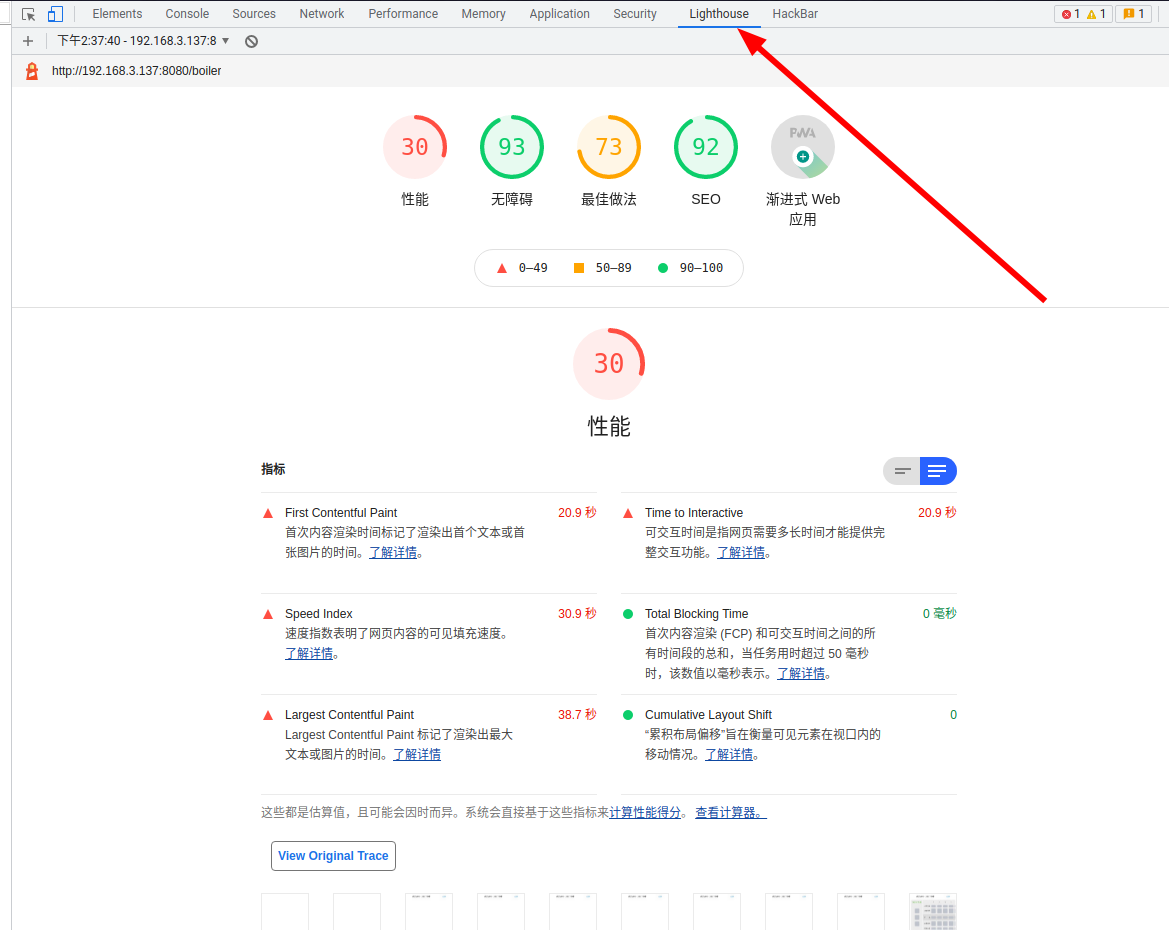 Elements Console Sources Network Performance Memory Application Security Lighthouse HackBar 1 1 1
下午2:37:40 - 192.168.3.137:8
http://192.168.3.137:8080/boiler
30 93 73 92 PWA
性能 无障碍 最佳做法 SEO 渐进式 Web
应用
0–49 50–89 90–100
30
性能
指标
First Contentful Paint 20.9 秒
首次内容渲染时间标记了渲染出首个文本或首
张图片的时间。了解详情。
Time to Interactive 20.9 秒
可交互时间是指网页需要多长时间才能提供完
整交互功能。了解详情。
Speed Index 30.9 秒
速度指数表明了网页内容的可见填充速度。
了解详情。
Total Blocking Time 0 毫秒
首次内容渲染 (FCP) 和可交互时间之间的所
有时间段的总和，当任务用时超过 50 毫秒
时，该数值以毫秒表示。了解详情。
Largest Contentful Paint 38.7 秒
Largest Contentful Paint 标记了渲染出最大
文本或图片的时间。了解详情
Cumulative Layout Shift 0
“累积布局偏移”旨在衡量可见元素在视口内的
移动情况。了解详情。
这些都是估算值，且可能会因时而异。系统会直接基于这些指标来计算性能得分。 查看计算器。
View Original Trace